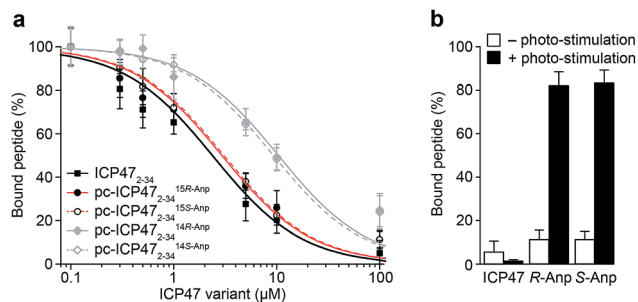 a
100
80
60
40
20
0
Bound peptide (%)
ICP47₂₋₃₄
pc-ICP47₂₋₃₄¹⁵ᴿ⁻ᴬⁿᵖ
pc-ICP47₂₋₃₄¹⁵ˢ⁻ᴬⁿᵖ
pc-ICP47₂₋₃₄¹⁴ᴿ⁻ᴬⁿᵖ
pc-ICP47₂₋₃₄¹⁴ˢ⁻ᴬⁿᵖ
0.1 1 10 100
ICP47 variant (µM)
b
– photo-stimulation
+ photo-stimulation
100
80
60
40
20
0
Bound peptide (%)
ICP47 R-Anp S-Anp